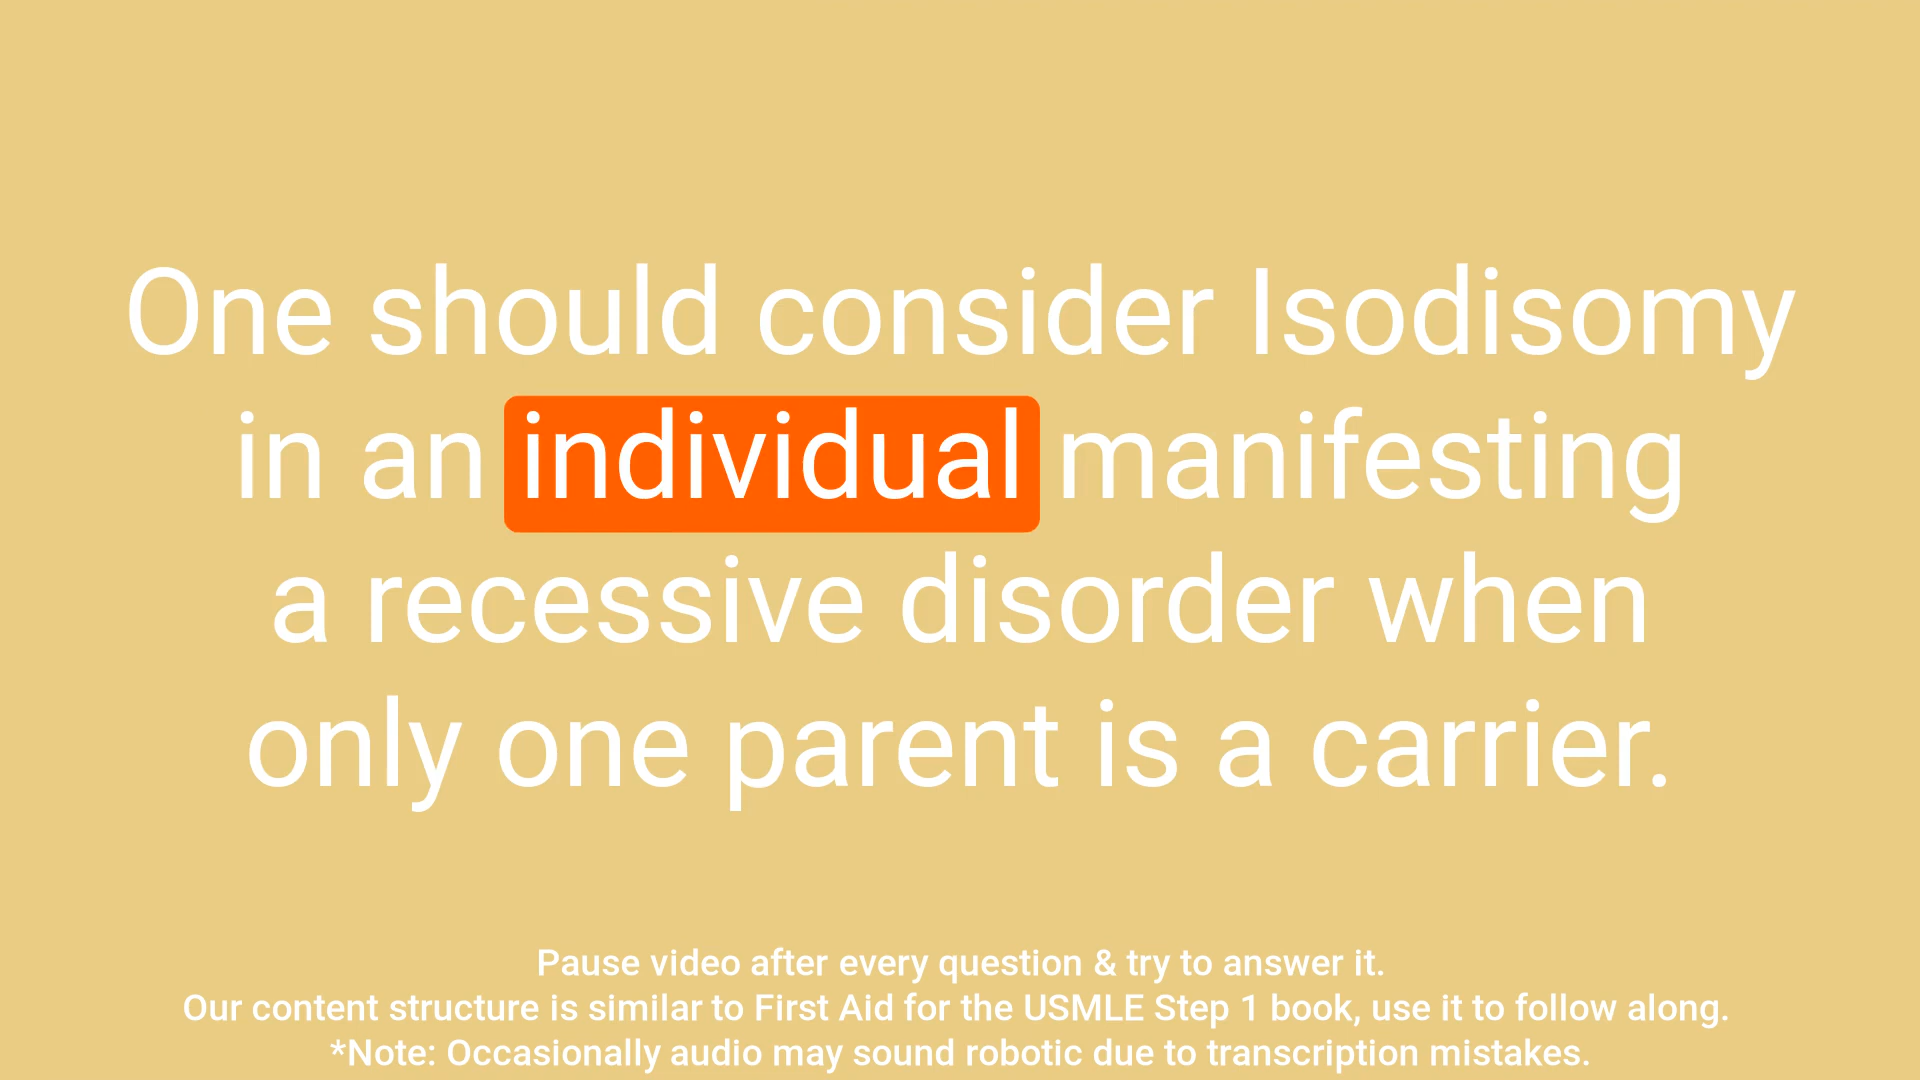 One should consider Isodisomy
in an individual manifesting
a recessive disorder when
only one parent is a carrier.
Pause video after every question & try to answer it.
Our content structure is similar to First Aid for the USMLE Step 1 book, use it to follow along.
*Note: Occasionally audio may sound robotic due to transcription mistakes.